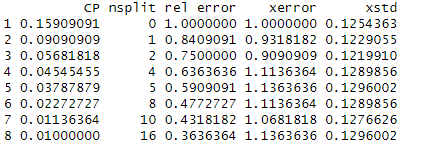 CP nsplit rel error xerror xstd
1 0.15909091 0 1.0000000 1.0000000 0.1254363
2 0.09090909 1 0.8409091 0.9318182 0.1229055
3 0.05681818 2 0.7500000 0.9090909 0.1219910
4 0.04545455 4 0.6363636 1.1136364 0.1289856
5 0.03787879 5 0.5909091 1.1363636 0.1296002
6 0.02272727 8 0.4772727 1.1136364 0.1289856
7 0.01136364 10 0.4318182 1.0681818 0.1276626
8 0.01000000 16 0.3636364 1.1363636 0.1296002